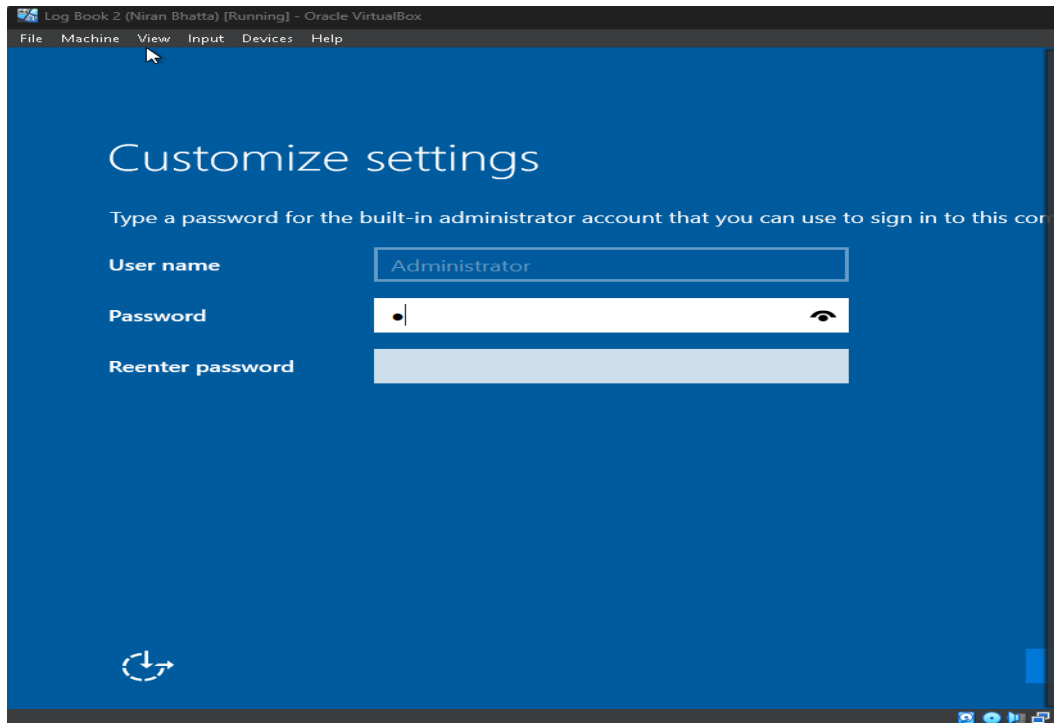 Log Book 2 (Niran Bhatta) [Running] - Oracle VirtualBox
File Machine View Input Devices Help
Customize settings
Type a password for the built-in administrator account that you can use to sign in to this
User name
Administrator
Password
Reenter password